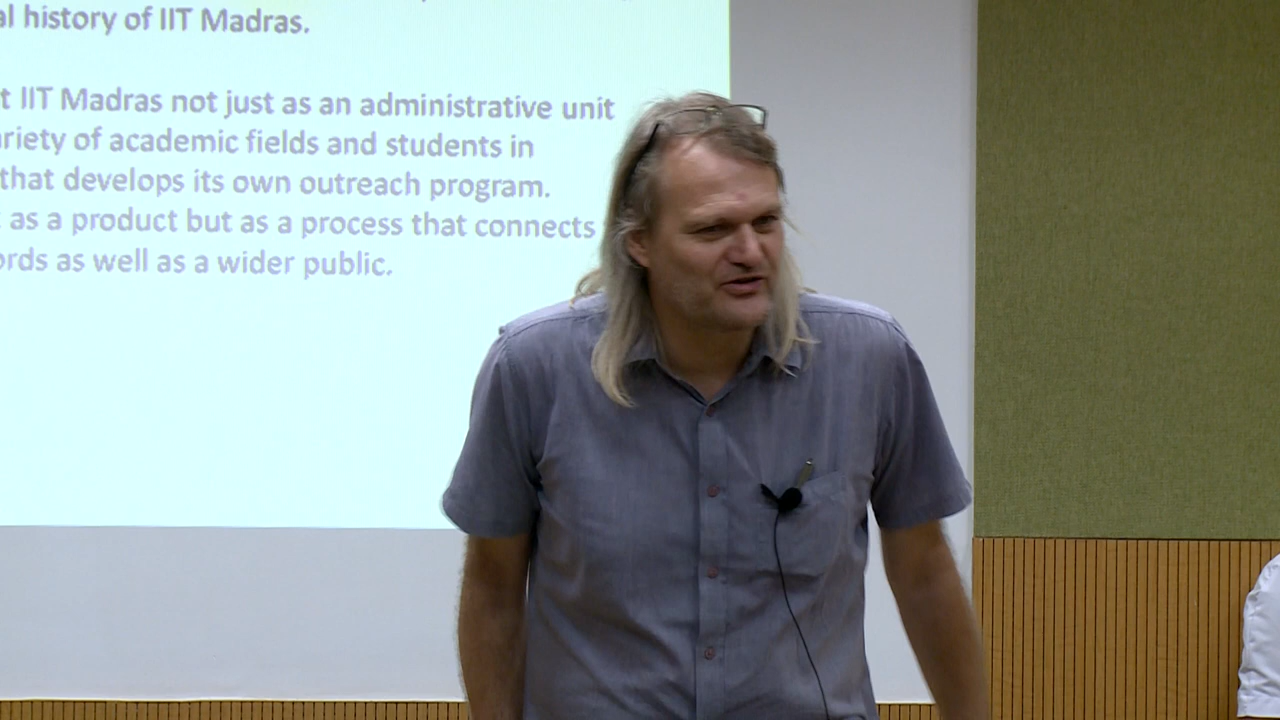 al history of IIT Madras.
t IIT Madras not just as an administrative unit
riety of academic fields and students in
that develops its own outreach program.
as a product but as a process that connects
ords as well as a wider public.